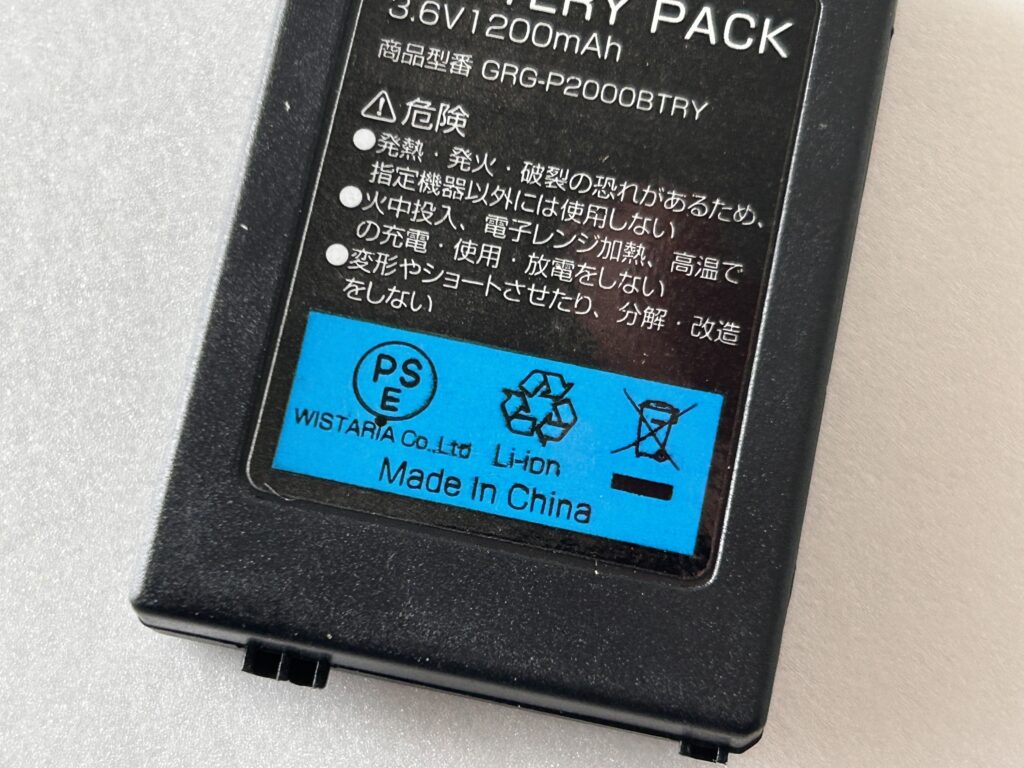 BATTERY PACK
3.6V1200mAh
商品型番 GRG-P2000BTRY
⚠危険
●発熱・発火・破裂の恐れがあるため、
指定機器以外には使用しない
●火中投入、電子レンジ加熱、高温で
の充電・使用・放電をしない
●変形やショートさせたり、分解・改造
をしない
PSE
WISTARIA Co.,Ltd
Li-ion
Made In China